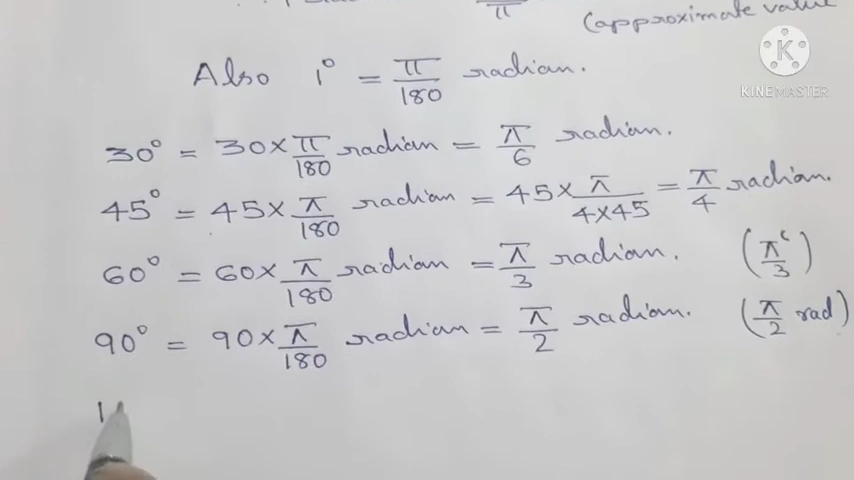 π (approximate value
K
KINEMASTER
Also 1° = π/180 radian.
30° = 30 × π/180 radian = π/6 radian.
45° = 45 × π/180 radian = 45 × π/4×45 = π/4 radian.
60° = 60 × π/180 radian = π/3 radian. (π/3 ᶜ)
90° = 90 × π/180 radian = π/2 radian. (π/2 rad)
1